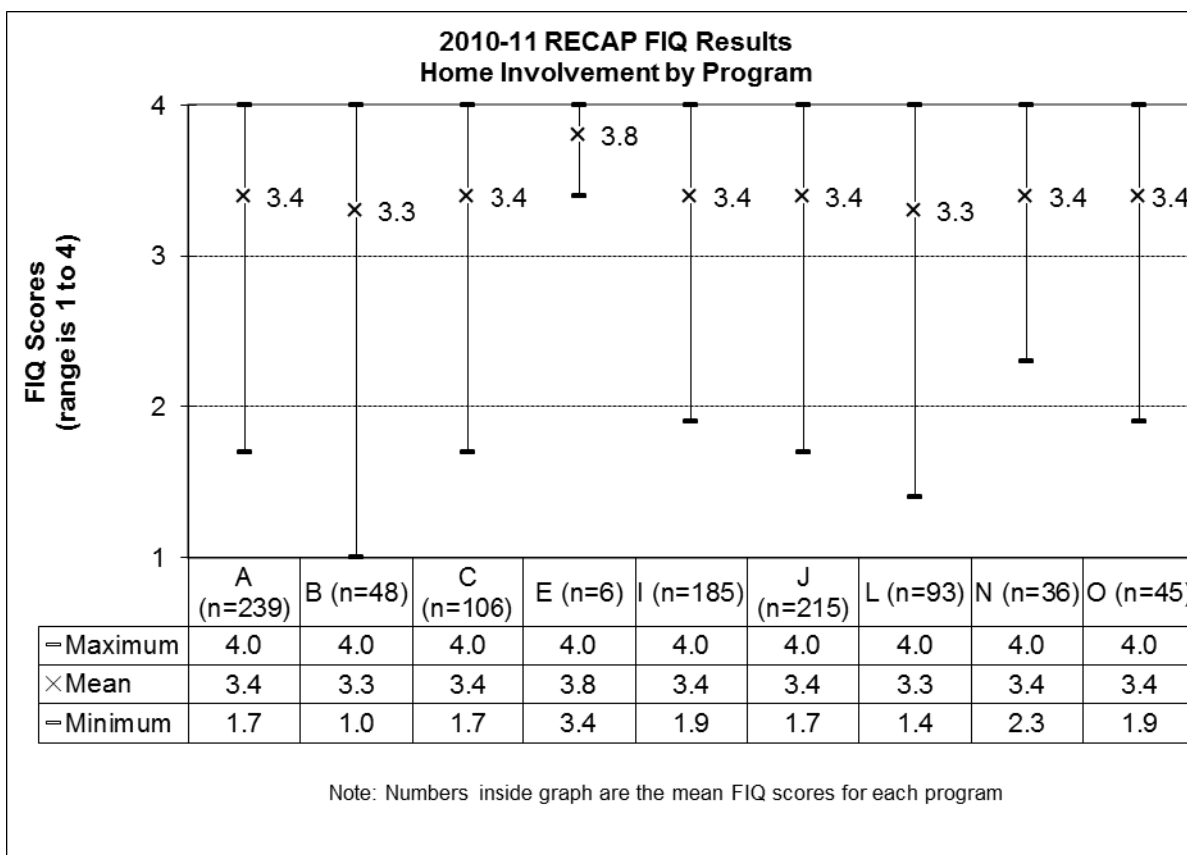 2010-11 RECAP FIQ Results
Home Involvement by Program
FIQ Scores
(range is 1 to 4)
4
3
2
1
3.4
3.3
3.4
3.8
3.4
3.4
3.3
3.4
3.4
A (n=239) B (n=48) C (n=106) E (n=6) I (n=185) J (n=215) L (n=93) N (n=36) O (n=45)
Maximum 4.0 4.0 4.0 4.0 4.0 4.0 4.0 4.0 4.0
Mean 3.4 3.3 3.4 3.8 3.4 3.4 3.3 3.4 3.4
Minimum 1.7 1.0 1.7 3.4 1.9 1.7 1.4 2.3 1.9
Note: Numbers inside graph are the mean FIQ scores for each program